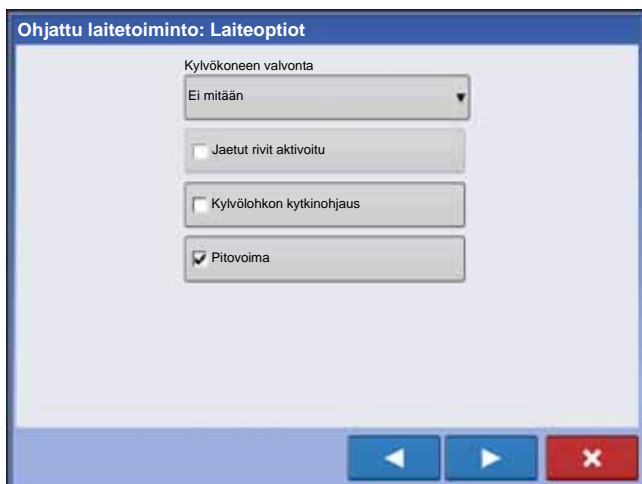 Ohjattu laitetoiminto: Laiteoptiot
Kylvökoneen valvonta
Ei mitään
Jaetut rivit aktivoitu
Kylvölohkon kytkinohjaus
Pitovoima